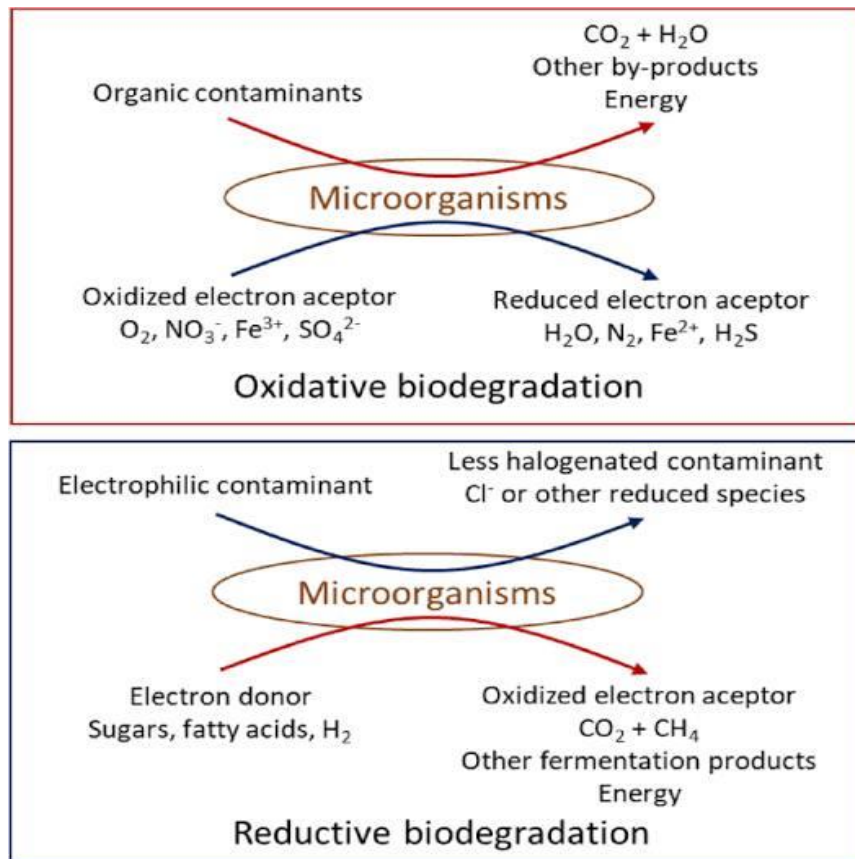 CO₂ + H₂O
Other by-products
Energy
Organic contaminants
Microorganisms
Oxidized electron aceptor
O₂, NO₃⁻, Fe³⁺, SO₄²⁻
Reduced electron aceptor
H₂O, N₂, Fe²⁺, H₂S
Oxidative biodegradation
Less halogenated contaminant
Cl⁻ or other reduced species
Electrophilic contaminant
Microorganisms
Electron donor
Sugars, fatty acids, H₂
Oxidized electron aceptor
CO₂ + CH₄
Other fermentation products
Energy
Reductive biodegradation